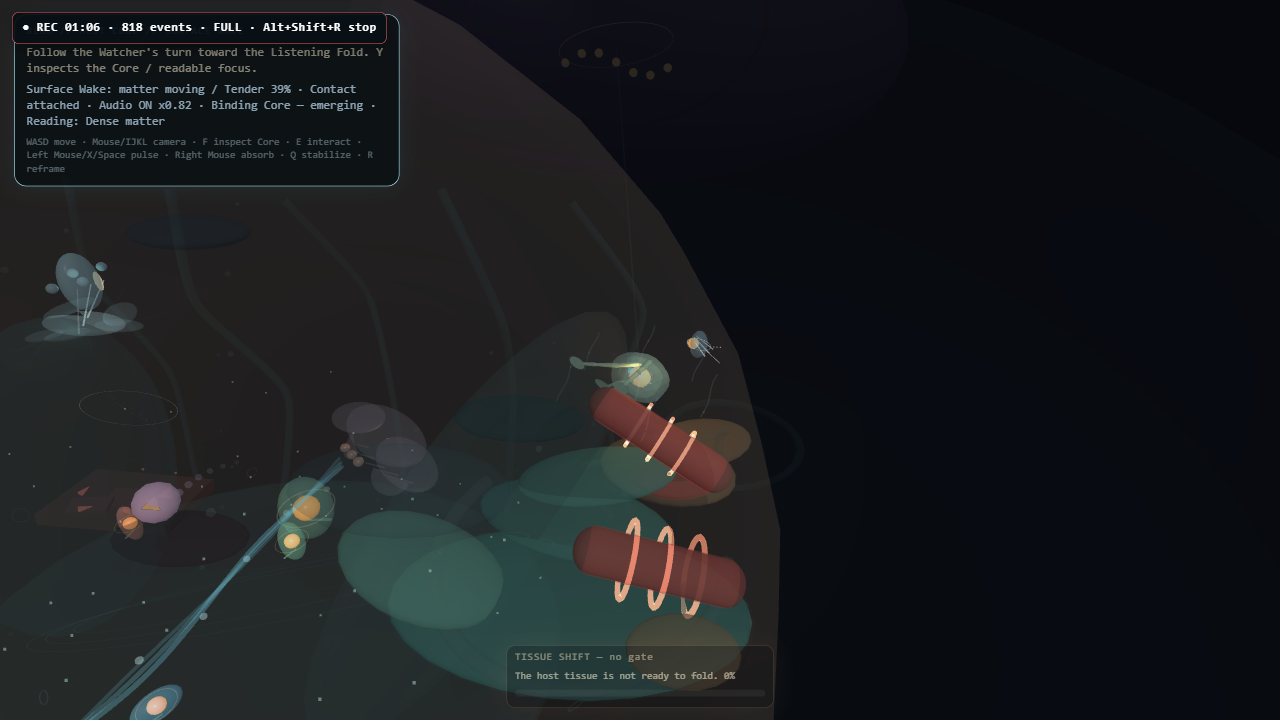 ● REC 01:06 · 818 events · FULL · Alt+Shift+R stop
Follow the Watcher's turn toward the Listening Fold. Y
inspects the Core / readable focus.
Surface Wake: matter moving / Tender 39% · Contact
attached · Audio ON x0.82 · Binding Core — emerging ·
Reading: Dense matter
WASD move · Mouse/IJKL camera · F inspect Core · E interact ·
Left Mouse/X/Space pulse · Right Mouse absorb · Q stabilize · R
reframe
TISSUE SHIFT — no gate
The host tissue is not ready to fold. 0%